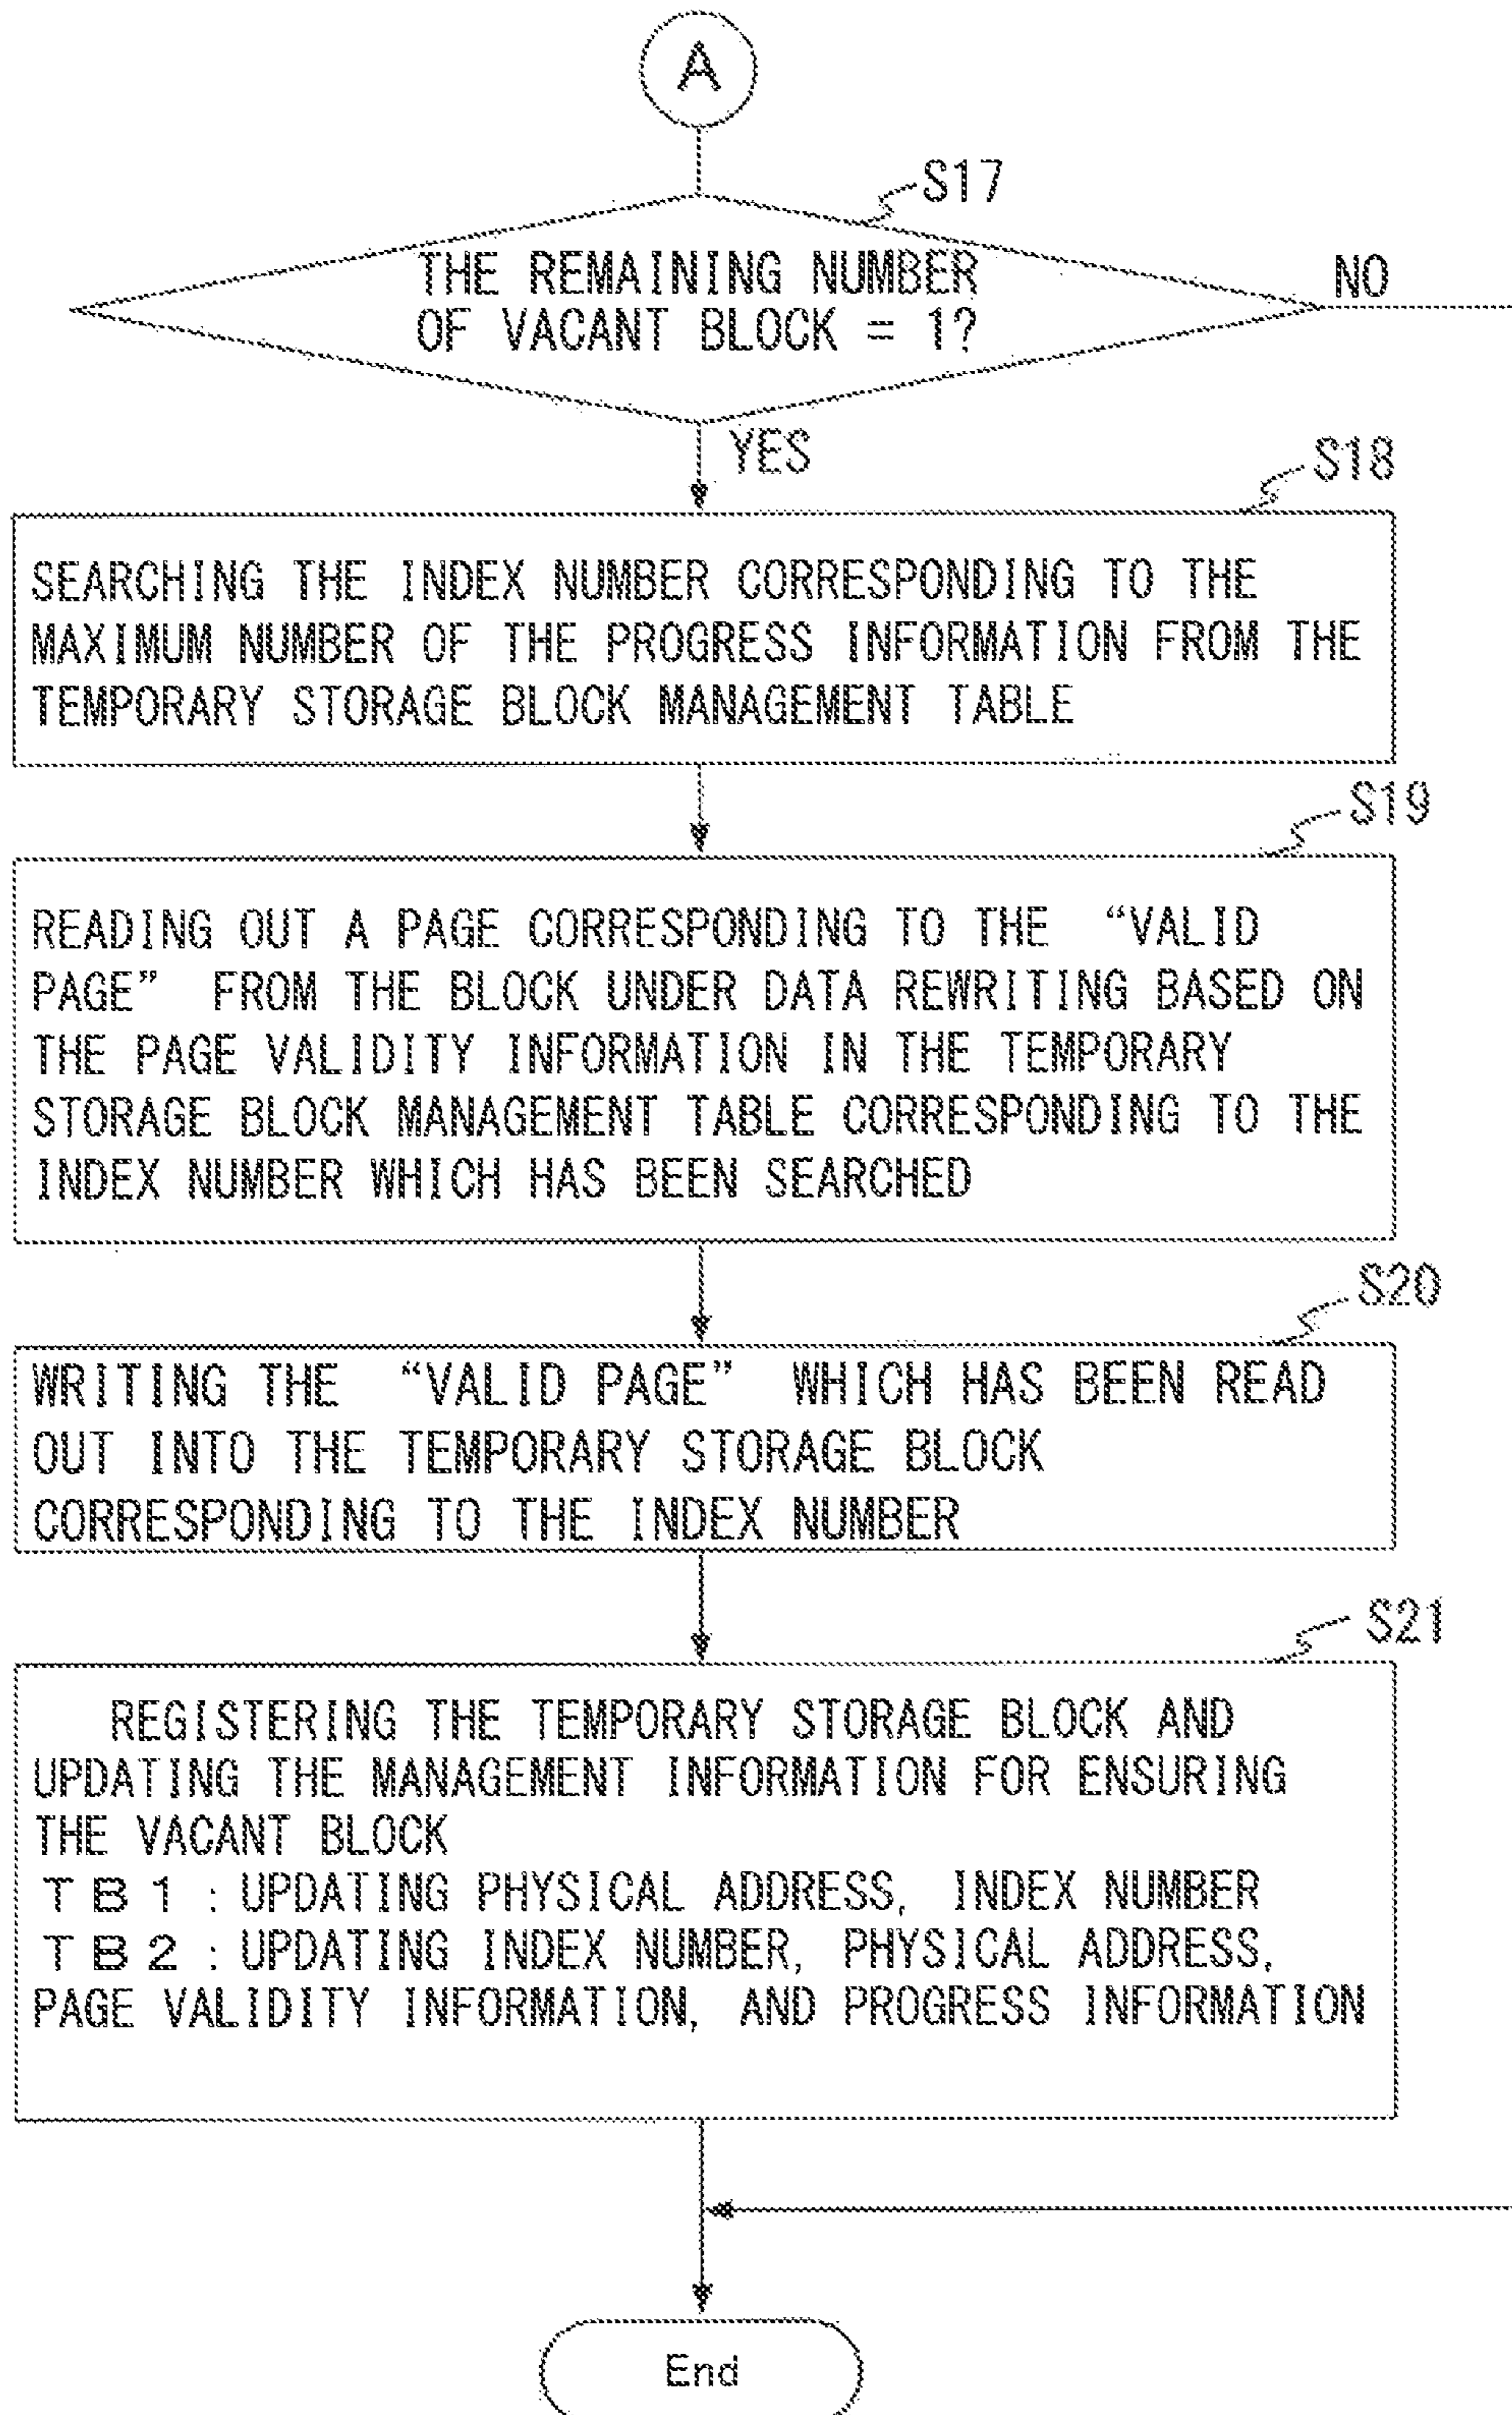 A
S17
THE REMAINING NUMBER
OF VACANT BLOCK = 1?
NO
YES
S18
SEARCHING THE INDEX NUMBER CORRESPONDING TO THE
MAXIMUM NUMBER OF THE PROGRESS INFORMATION FROM THE
TEMPORARY STORAGE BLOCK MANAGEMENT TABLE
S19
READING OUT A PAGE CORRESPONDING TO THE “VALID
PAGE” FROM THE BLOCK UNDER DATA REWRITING BASED ON
THE PAGE VALIDITY INFORMATION IN THE TEMPORARY
STORAGE BLOCK MANAGEMENT TABLE CORRESPONDING TO THE
INDEX NUMBER WHICH HAS BEEN SEARCHED
S20
WRITING THE “VALID PAGE” WHICH HAS BEEN READ
OUT INTO THE TEMPORARY STORAGE BLOCK
CORRESPONDING TO THE INDEX NUMBER
S21
REGISTERING THE TEMPORARY STORAGE BLOCK AND
UPDATING THE MANAGEMENT INFORMATION FOR ENSURING
THE VACANT BLOCK
TB1:UPDATING PHYSICAL ADDRESS, INDEX NUMBER
TB2:UPDATING INDEX NUMBER, PHYSICAL ADDRESS,
PAGE VALIDITY INFORMATION, AND PROGRESS INFORMATION
End